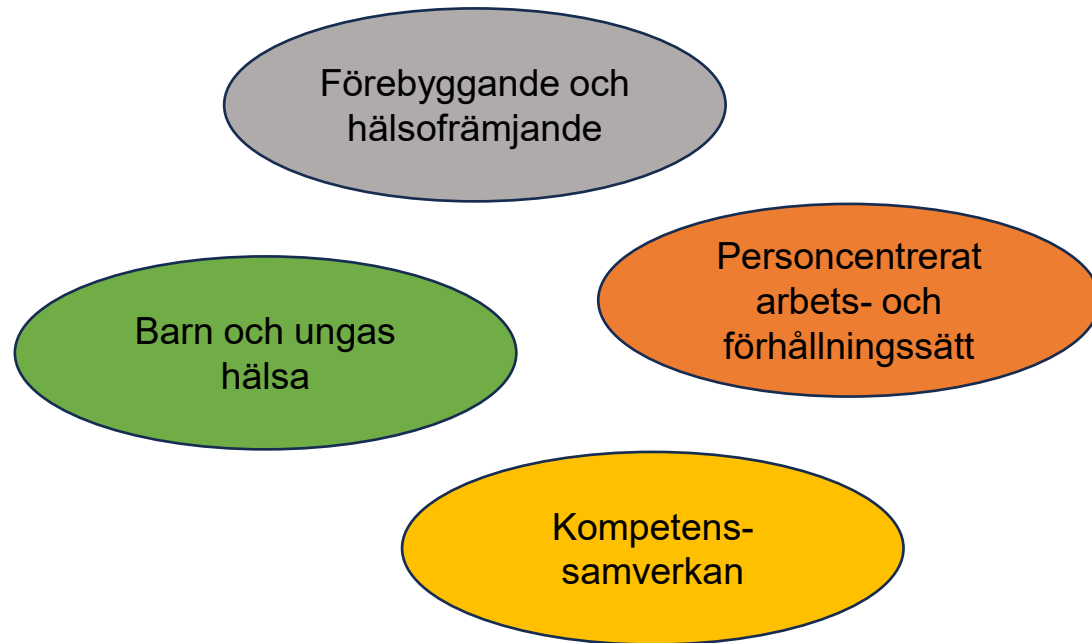 Förebyggande och
hälsofrämjande
Personcentrerat
arbets- och
förhållningssätt
Barn och ungas
hälsa
Kompetens-
samverkan